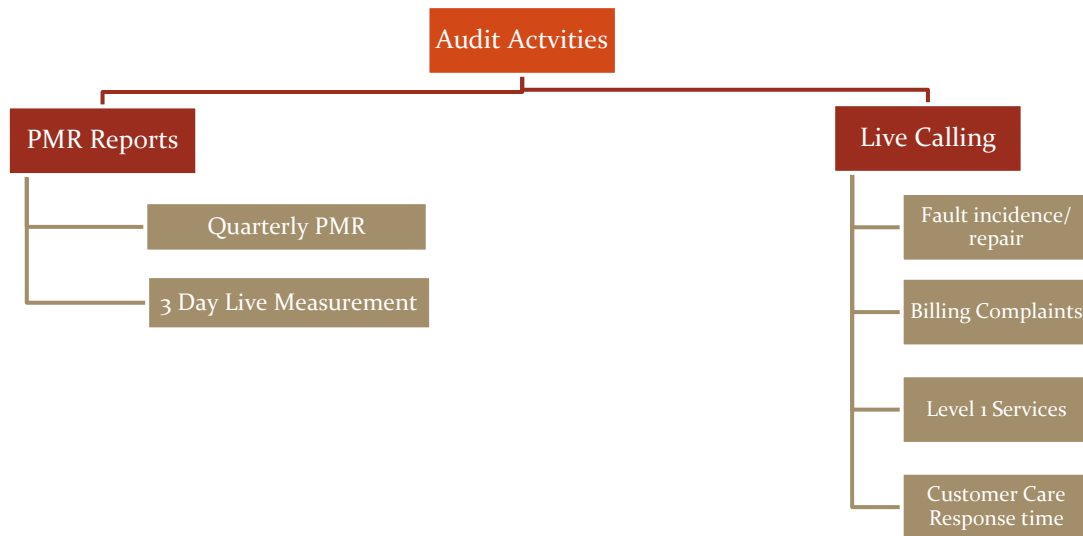 Audit Actvities
PMR Reports
Quarterly PMR
3 Day Live Measurement
Live Calling
Fault incidence/
repair
Billing Complaints
Level 1 Services
Customer Care
Response time